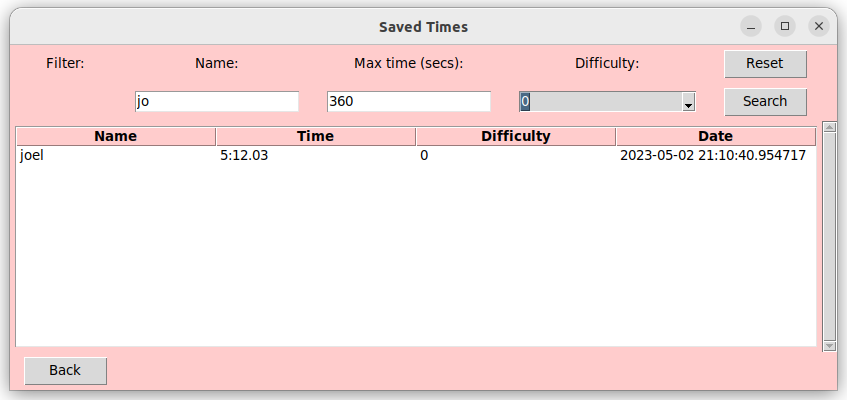 Saved Times
Filter: Name: Max time (secs): Difficulty: Reset
jo 360 0 Search
Name Time Difficulty Date
joel 5:12.03 0 2023-05-02 21:10:40.954717
Back